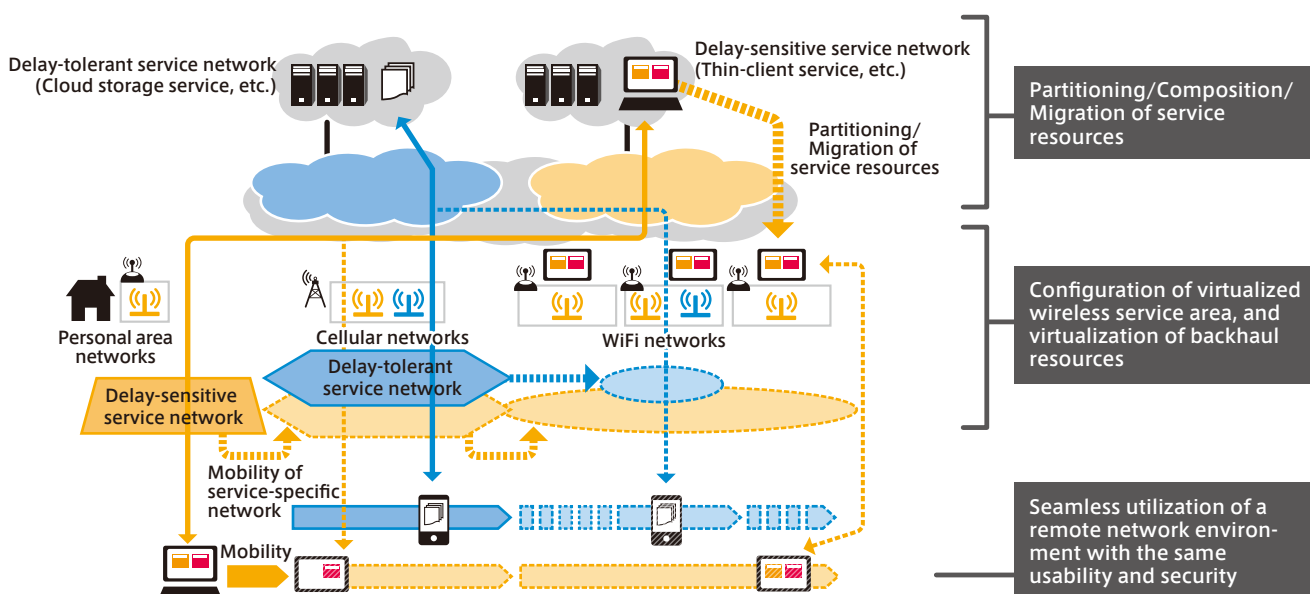 Delay-tolerant service network
(Cloud storage service, etc.)
Delay-sensitive service network
(Thin-client service, etc.)
Partitioning/
Migration of
service resources
Partitioning/Composition/
Migration of service
resources
Personal area
networks
Cellular networks
WiFi networks
Configuration of virtualized
wireless service area, and
virtualization of backhaul
resources
Delay-tolerant
service network
Delay-sensitive
service network
Mobility of
service-specific
network
Mobility
Seamless utilization of a
remote network environ-
ment with the same
usability and security